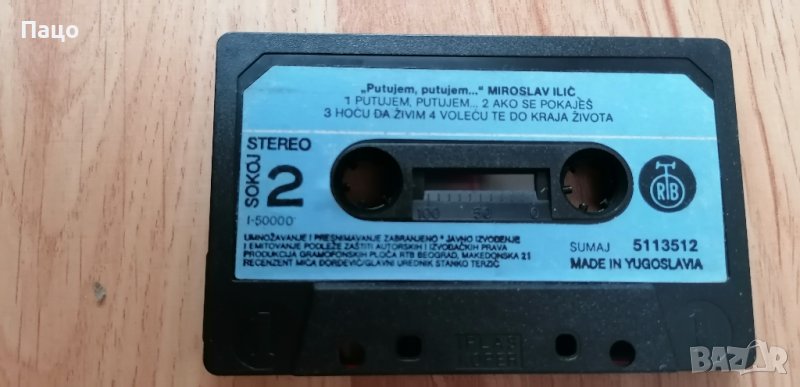 Пацо
„Putujem, putujem..." MIROSLAV ILIĆ
1 PUTUJEM, PUTUJEM... 2 AKO SE POKAJEŠ
3 HOĆU DA ŽIVIM 4 VOLEĆU TE DO KRAJA ŽIVOTA
SOKOJ
STEREO
2
I-50000
100 50 0
RTB
UMNOŽAVANJE I PRESNIMAVANJE ZABRANJENO * JAVNO IZVOĐENJE
I EMITOVANJE PODLEŽE ZAŠTITI AUTORSKIH I IZVOĐAČKIH PRAVA
PRODUKCIJA GRAMOFONSKIH PLOČA RTB BEOGRAD, MAKEDONSKA 21
RECENZENT MIĆA ĐORĐEVIĆ/GLAVNI UREDNIK STANKO TERZIĆ
SUMAJ 5113512
MADE IN YUGOSLAVIA
1
BAZAR